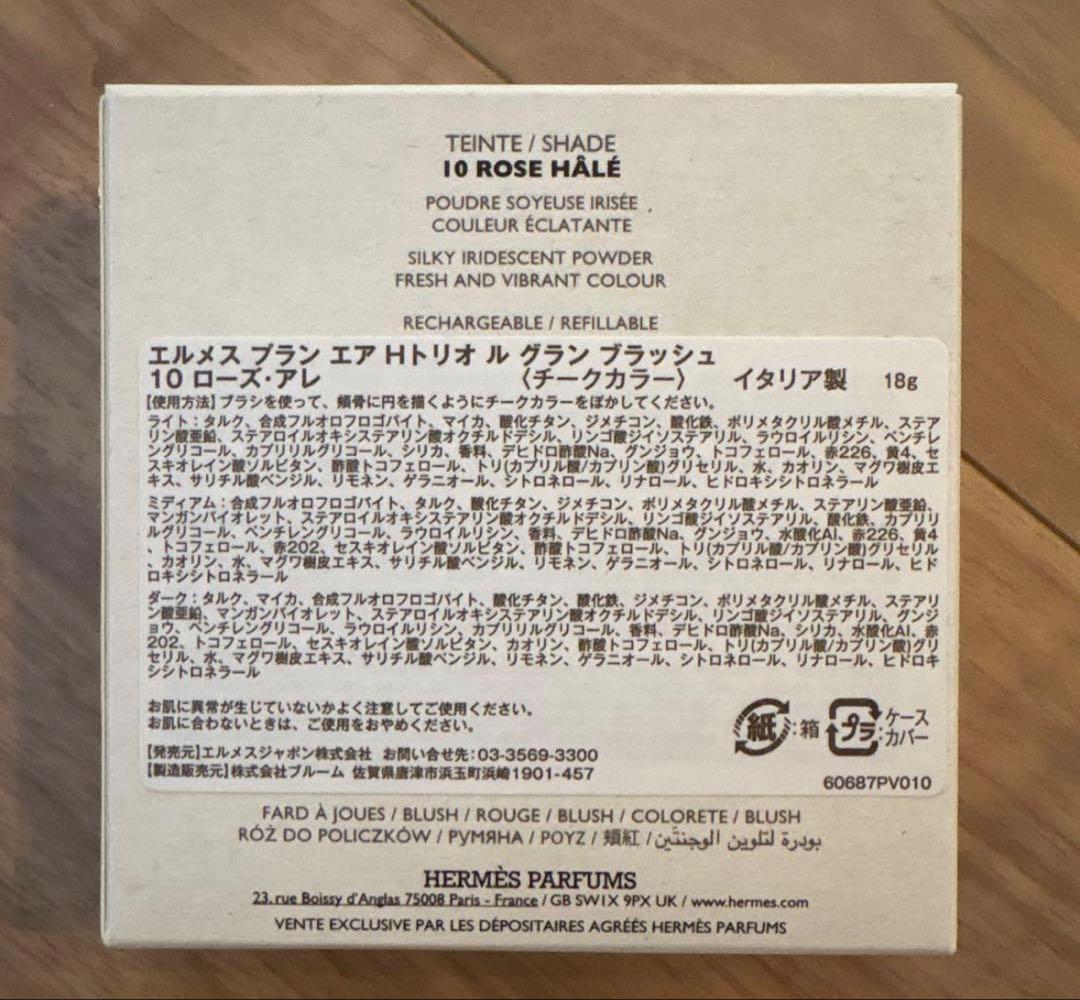 TEINTE / SHADE
10 ROSE HÂLÉ
POUDRE SOYEUSE IRISÉE
COULEUR ÉCLATANTE
SILKY IRIDESCENT POWDER
FRESH AND VIBRANT COLOUR
RECHARGEABLE / REFILLABLE
エルメス プラン エア Hトリオ ル グラン ブラッシュ
10 ローズ・アレ 〈チークカラー〉 イタリア製 18g
【使用方法】ブラシを使って、頬骨に円を描くようにチークカラーをぼかしてください。
ライト:タルク、合成フルオロフロゴパイト、マイカ、酸化チタン、ジメチコン、酸化鉄、ポリメタクリル酸メチル、ステア
リン酸亜鉛、ステアロイルオキシステアリン酸オクチルドデシル、リンゴ酸ジイソステアリル、ラウロイルリシン、ペンチレ
ングリコール、カプリリルグリコール、シリカ、香料、デヒドロ酢酸Na、グンジョウ、トコフェロール、赤226、黄4、セ
スキオレイン酸ソルビタン、酢酸トコフェロール、トリ(カプリル酸/カプリン酸)グリセリル、水、カオリン、マグワ樹皮エ
キス、サリチル酸ベンジル、リモネン、ゲラニオール、シトロネロール、リナロール、ヒドロキシシトロネラール
ミディアム:合成フルオロフロゴパイト、タルク、酸化チタン、ジメチコン、ポリメタクリル酸メチル、ステアリン酸亜鉛、
マンガンバイオレット、ステアロイルオキシステアリン酸オクチルドデシル、リンゴ酸ジイソステアリル、酸化鉄、カプリリ
ルグリコール、ペンチレングリコール、ラウロイルリシン、香料、デヒドロ酢酸Na、グンジョウ、水酸化Al、赤226、黄4
、トコフェロール、赤202、セスキオレイン酸ソルビタン、酢酸トコフェロール、トリ(カプリル酸/カプリン酸)グリセリル
、カオリン、水、マグワ樹皮エキス、サリチル酸ベンジル、リモネン、ゲラニオール、シトロネロール、リナロール、ヒド
ロキシシトロネラール
ダーク:タルク、マイカ、合成フルオロフロゴパイト、酸化チタン、酸化鉄、ジメチコン、ポリメタクリル酸メチル、ステアリ
ン酸亜鉛、マンガンバイオレット、ステアロイルオキシステアリン酸オクチルドデシル、リンゴ酸ジイソステアリル、グンジ
ョウ、ペンチレングリコール、ラウロイルリシン、カプリリルグリコール、香料、デヒドロ酢酸Na、シリカ、水酸化Al、赤
202、トコフェロール、セスキオレイン酸ソルビタン、カオリン、酢酸トコフェロール、トリ(カプリル酸/カプリン酸)グリ
セリル、水、マグワ樹皮エキス、サリチル酸ベンジル、リモネン、ゲラニオール、シトロネロール、リナロール、ヒドロキ
シシトロネラール
お肌に異常が生じていないかよく注意してご使用ください。
お肌に合わないときは、ご使用をおやめください。
紙:箱 プラ:ケース
カバー
【発売元】エルメスジャポン株式会社 お問い合せ先:03-3569-3300
【製造販売元】株式会社ブルーム 佐賀県唐津市浜玉町浜崎1901-457
60687PV010
FARD À JOUES / BLUSH / ROUGE / BLUSH / COLORETE / BLUSH
RÓŻ DO POLICZKÓW / РУМЯНА / ΡΟΥΖ / 頰紅 / بودرة لتلوين الوجنتين
HERMÈS PARFUMS
23, rue Boissy d'Anglas 75008 Paris - France / GB SW1X 9PX UK / www.hermes.com
VENTE EXCLUSIVE PAR LES DÉPOSITAIRES AGRÉÉS HERMÈS PARFUMS